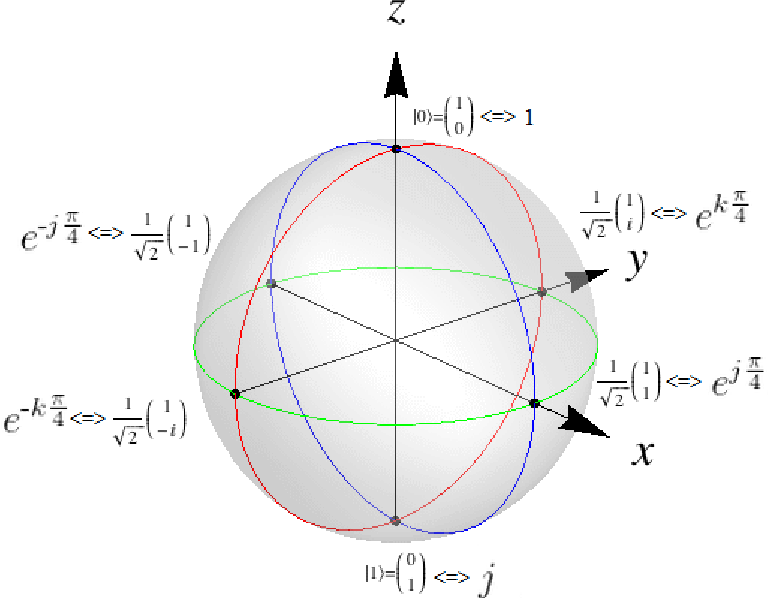 z
|0⟩=(1 0) <=> 1
e^{-j π/4} <=> 1/√2 (1 -1)
1/√2 (1 i) <=> e^{k π/4}
y
1/√2 (1 1) <=> e^{j π/4}
e^{-k π/4} <=> 1/√2 (1 -i)
x
|1⟩=(0 1) <=> j